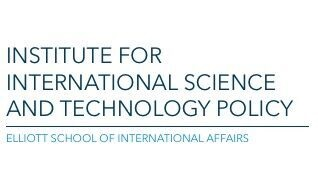 INSTITUTE FOR
INTERNATIONAL SCIENCE
AND TECHNOLOGY POLICY
ELLIOTT SCHOOL OF INTERNATIONAL AFFAIRS